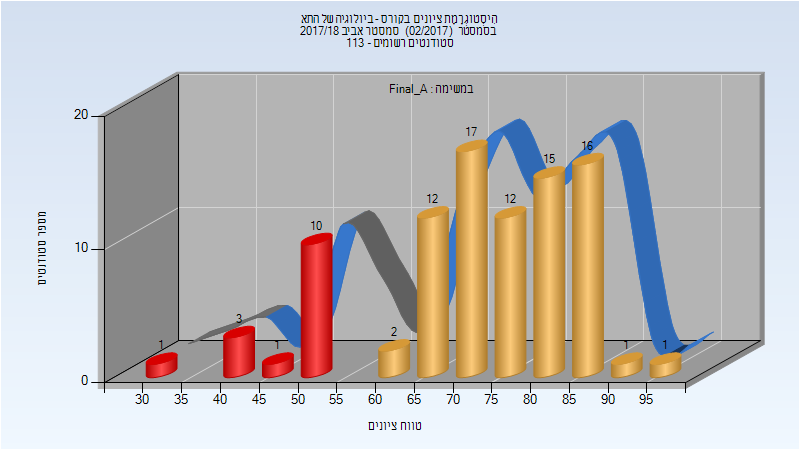 היסטוגרמת ציונים בקורס - ביולוגיה של התא
בסמסטר (02/2017) סמסטר אביב 2017/18
סטודנטים רשומים - 113
במשימה : Final_A
מספר סטודנטים
20
10
0
1
3
1
10
2
12
17
12
15
16
1
1
30 35 40 45 50 55 60 65 70 75 80 85 90 95
טווח ציונים